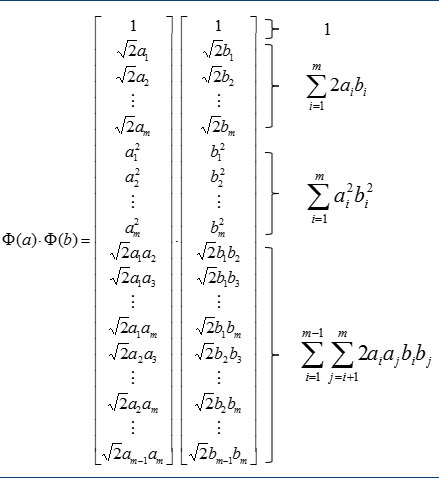 1 1 1
√2a₁ √2b₁
√2a₂ √2b₂ ∑_{i=1}^{m} 2aᵢbᵢ
⋮ ⋮
√2aₘ √2bₘ
a₁² b₁²
a₂² b₂²
⋮ ⋮ ∑_{i=1}^{m} aᵢ²bᵢ²
aₘ² bₘ²
Φ(a)·Φ(b) = ·
√2a₁a₂ √2b₁b₂
√2a₁a₃ √2b₁b₃
⋮ ⋮
√2a₁aₘ √2b₁bₘ
√2a₂a₃ √2b₂b₃ ∑_{i=1}^{m−1} ∑_{j=i+1}^{m} 2aᵢaⱼbᵢbⱼ
⋮ ⋮
√2a₂aₘ √2b₂bₘ
⋮ ⋮
√2aₘ₋₁aₘ √2bₘ₋₁bₘ